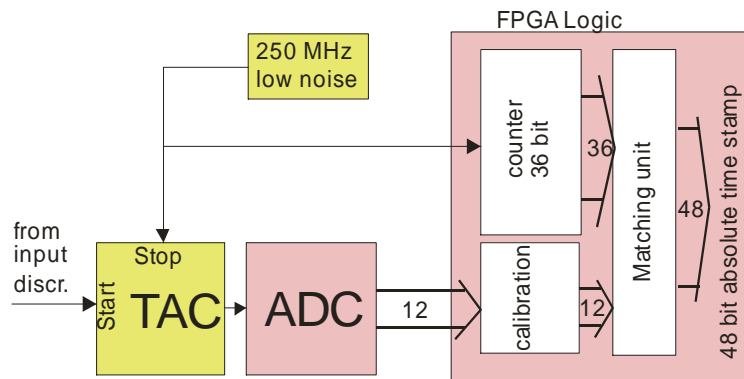 FPGA Logic
250 MHz
low noise
counter
36 bit
36
Matching unit
48
48 bit absolute time stamp
from
input
discr.
Start
Stop
TAC
ADC
12
calibration
12